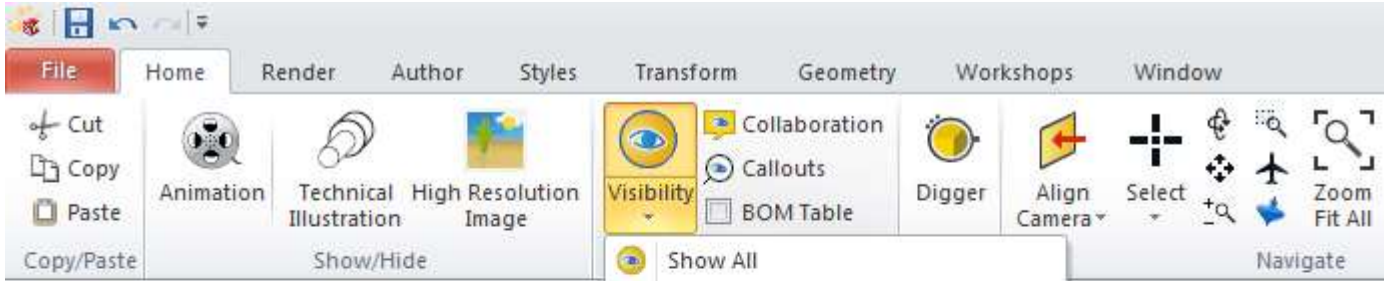 File Home Render Author Styles Transform Geometry Workshops Window
Cut
Copy
Paste
Copy/Paste
Animation
Technical
Illustration
High Resolution
Image
Show/Hide
Visibility
Collaboration
Callouts
BOM Table
Show All
Digger
Align
Camera
Select
Zoom
Fit All
Navigate